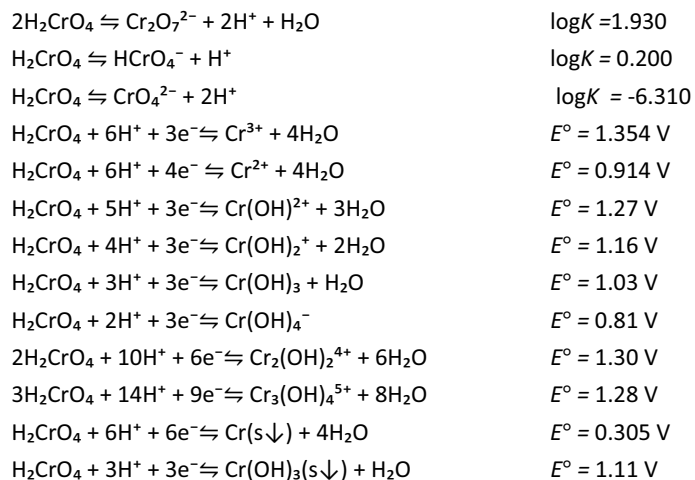 2H₂CrO₄ ⇋ Cr₂O₇²⁻ + 2H⁺ + H₂O logK =1.930
H₂CrO₄ ⇋ HCrO₄⁻ + H⁺ logK = 0.200
H₂CrO₄ ⇋ CrO₄²⁻ + 2H⁺ logK = -6.310
H₂CrO₄ + 6H⁺ + 3e⁻⇋ Cr³⁺ + 4H₂O E° = 1.354 V
H₂CrO₄ + 6H⁺ + 4e⁻ ⇋ Cr²⁺ + 4H₂O E° = 0.914 V
H₂CrO₄ + 5H⁺ + 3e⁻⇋ Cr(OH)²⁺ + 3H₂O E° = 1.27 V
H₂CrO₄ + 4H⁺ + 3e⁻⇋ Cr(OH)₂⁺ + 2H₂O E° = 1.16 V
H₂CrO₄ + 3H⁺ + 3e⁻⇋ Cr(OH)₃ + H₂O E° = 1.03 V
H₂CrO₄ + 2H⁺ + 3e⁻⇋ Cr(OH)₄⁻ E° = 0.81 V
2H₂CrO₄ + 10H⁺ + 6e⁻⇋ Cr₂(OH)₂⁴⁺ + 6H₂O E° = 1.30 V
3H₂CrO₄ + 14H⁺ + 9e⁻⇋ Cr₃(OH)₄⁵⁺ + 8H₂O E° = 1.28 V
H₂CrO₄ + 6H⁺ + 6e⁻⇋ Cr(s↓) + 4H₂O E° = 0.305 V
H₂CrO₄ + 3H⁺ + 3e⁻⇋ Cr(OH)₃(s↓) + H₂O E° = 1.11 V